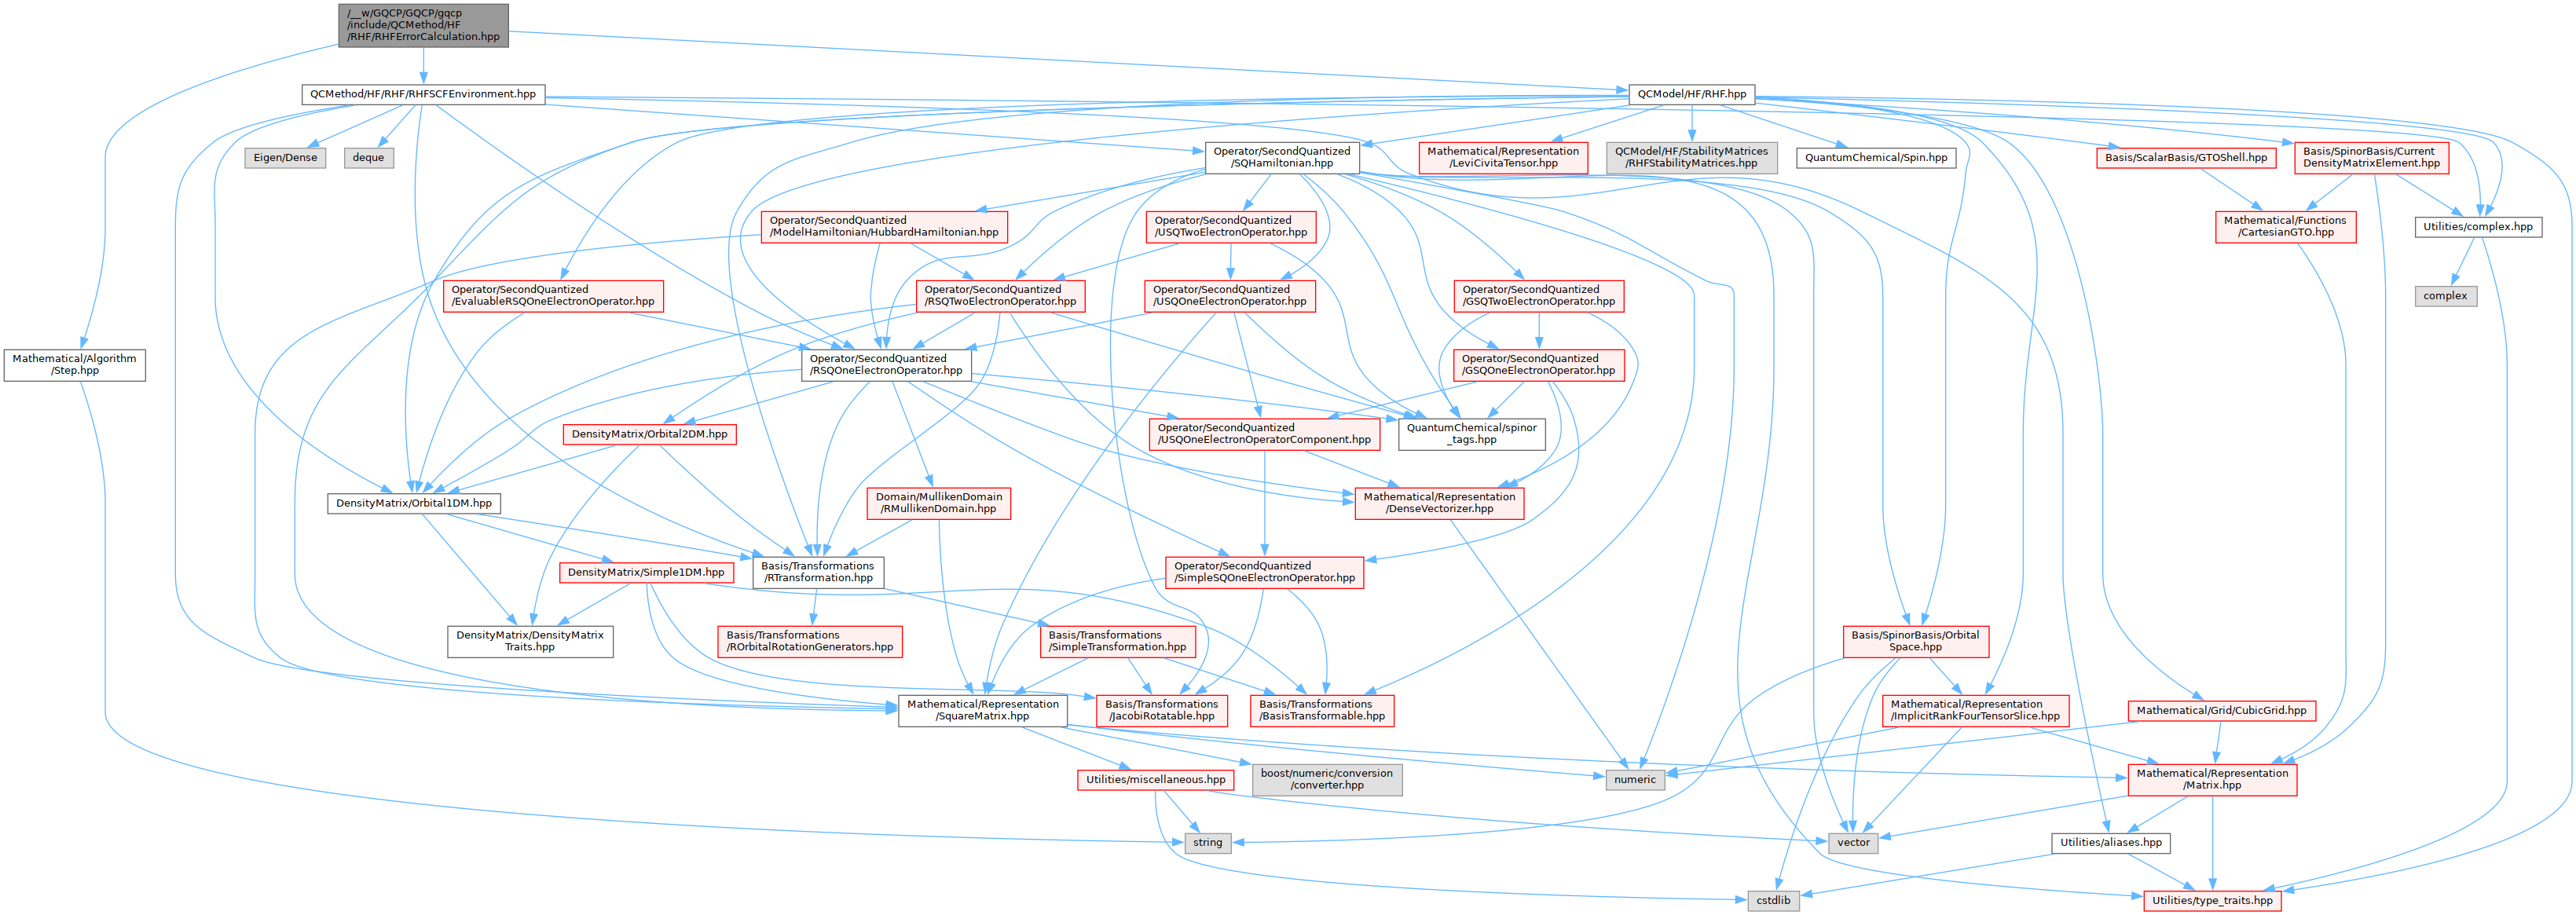 /__w/GQCP/GQCP/gqcp
/include/QCMethod/HF
/RHF/RHFErrorCalculation.hpp
QCMethod/HF/RHF/RHFSCFEnvironment.hpp
QCModel/HF/RHF.hpp
Eigen/Dense
deque
Operator/SecondQuantized
/SQHamiltonian.hpp
Mathematical/Representation
/LeviCivitaTensor.hpp
QCModel/HF/StabilityMatrices
/RHFStabilityMatrices.hpp
QuantumChemical/Spin.hpp
Basis/ScalarBasis/GTOShell.hpp
Basis/SpinorBasis/Current
DensityMatrixElement.hpp
Operator/SecondQuantized
/ModelHamiltonian/HubbardHamiltonian.hpp
Operator/SecondQuantized
/USQTwoElectronOperator.hpp
Mathematical/Functions
/CartesianGTO.hpp
Utilities/complex.hpp
Operator/SecondQuantized
/EvaluableRSQOneElectronOperator.hpp
Operator/SecondQuantized
/RSQTwoElectronOperator.hpp
Operator/SecondQuantized
/USQOneElectronOperator.hpp
Operator/SecondQuantized
/GSQTwoElectronOperator.hpp
complex
Mathematical/Algorithm
/Step.hpp
Operator/SecondQuantized
/RSQOneElectronOperator.hpp
Operator/SecondQuantized
/GSQOneElectronOperator.hpp
DensityMatrix/Orbital2DM.hpp
Operator/SecondQuantized
/USQOneElectronOperatorComponent.hpp
QuantumChemical/spinor
_tags.hpp
DensityMatrix/Orbital1DM.hpp
Domain/MullikenDomain
/RMullikenDomain.hpp
Mathematical/Representation
/DenseVectorizer.hpp
DensityMatrix/Simple1DM.hpp
Basis/Transformations
/RTransformation.hpp
Operator/SecondQuantized
/SimpleSQOneElectronOperator.hpp
DensityMatrix/DensityMatrix
Traits.hpp
Basis/Transformations
/ROrbitalRotationGenerators.hpp
Basis/Transformations
/SimpleTransformation.hpp
Basis/SpinorBasis/Orbital
Space.hpp
Mathematical/Representation
/SquareMatrix.hpp
Basis/Transformations
/JacobiRotatable.hpp
Basis/Transformations
/BasisTransformable.hpp
Mathematical/Representation
/ImplicitRankFourTensorSlice.hpp
Mathematical/Grid/CubicGrid.hpp
Utilities/miscellaneous.hpp
boost/numeric/conversion
/converter.hpp
numeric
Mathematical/Representation
/Matrix.hpp
string
vector
Utilities/aliases.hpp
cstdlib
Utilities/type_traits.hpp